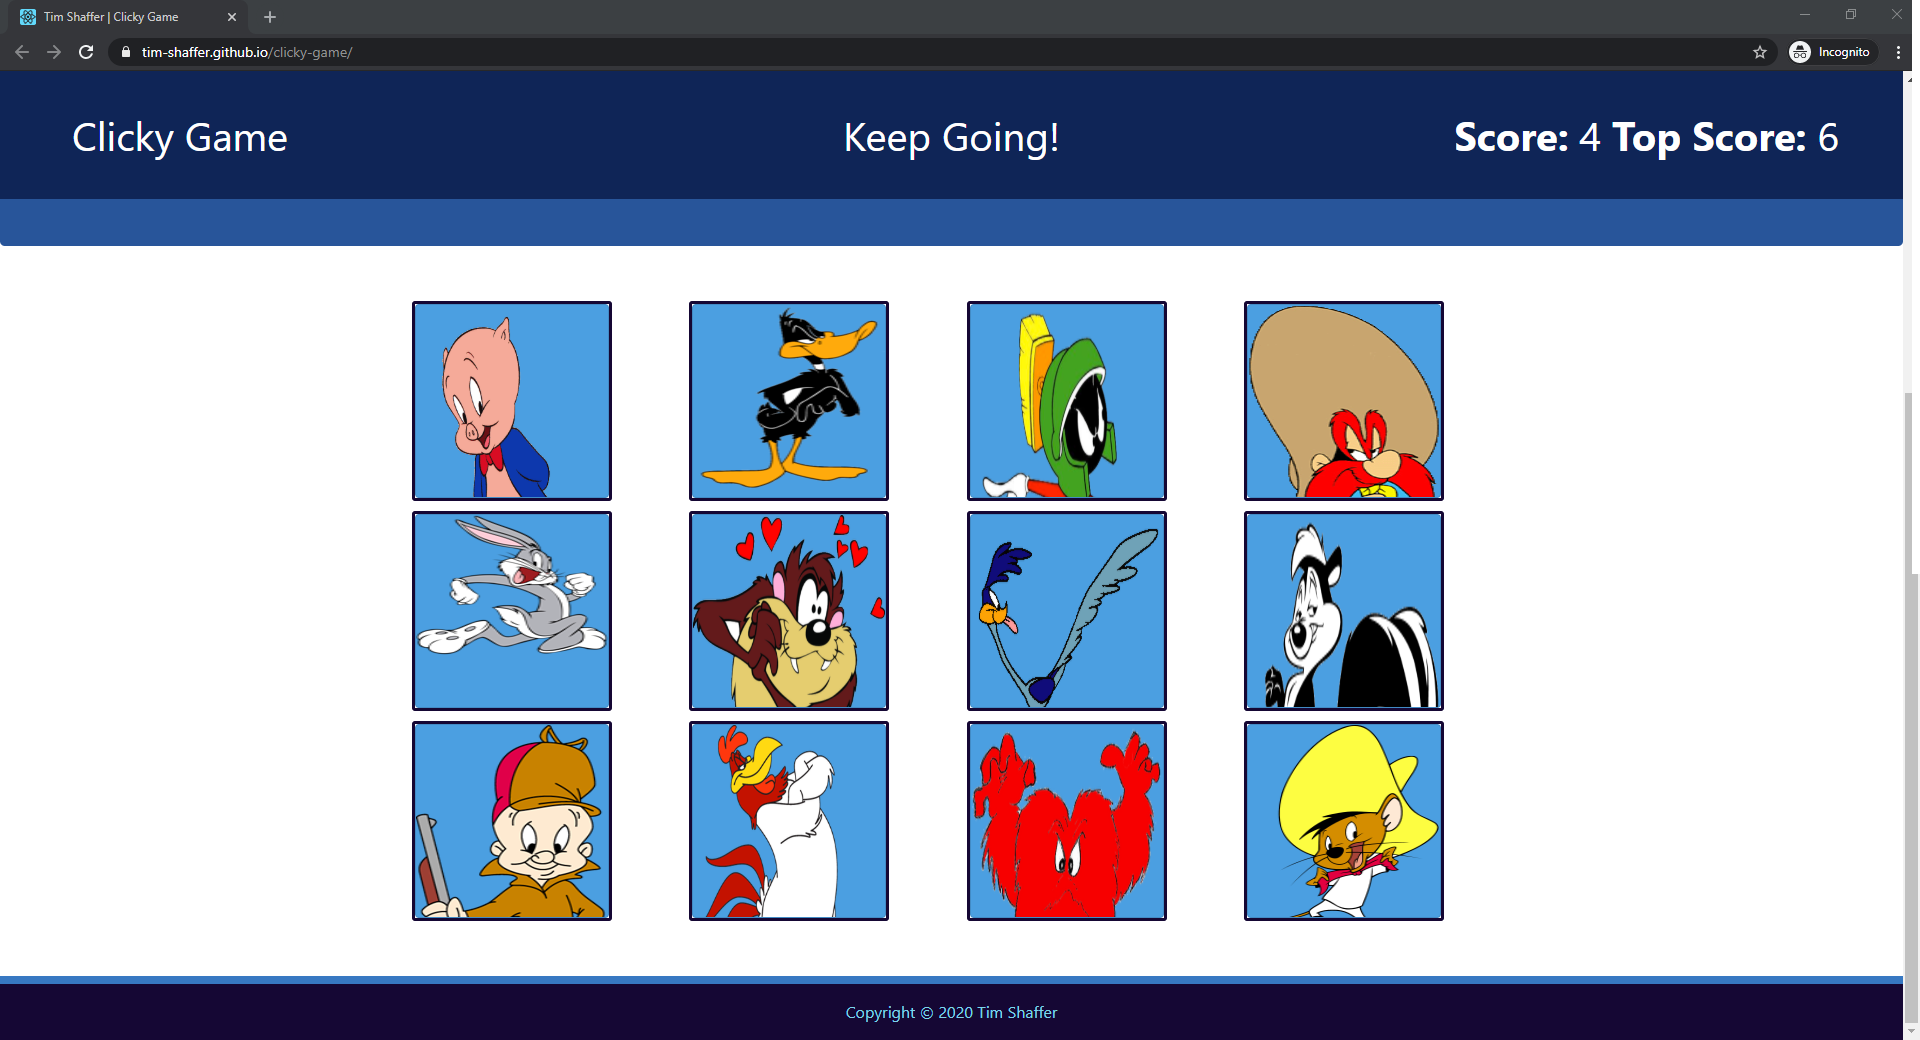 Tim Shaffer | Clicky Game
tim-shaffer.github.io/clicky-game/
Incognito
Clicky Game
Keep Going!
Score: 4 Top Score: 6
Copyright © 2020 Tim Shaffer